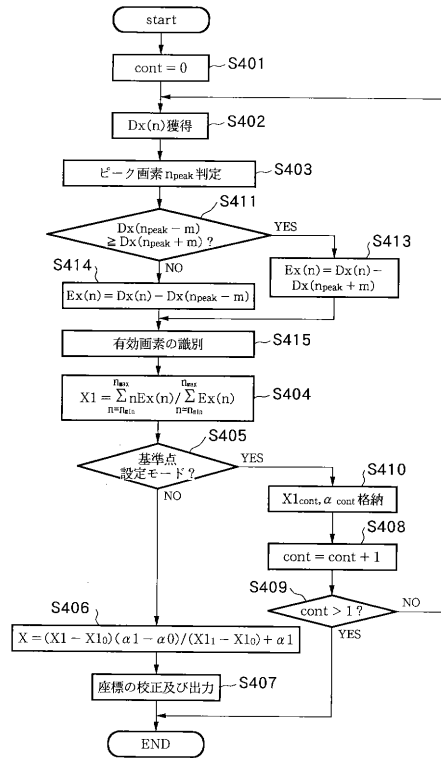 start
cont = 0
S401
Dx(n)獲得
S402
ピーク画素 npeak 判定
S403
S411
Dx(npeak − m)
≧ Dx(npeak + m) ?
YES
NO
S413
Ex(n) = Dx(n) −
Dx(npeak + m)
S414
Ex(n) = Dx(n) − Dx(npeak − m)
有効画素の識別
S415
X1 = nmax Σ n=nmin nEx(n) / nmax Σ n=nmin Ex(n)
S404
S405
基準点
設定モード ?
YES
NO
S410
X1cont, α cont 格納
S408
cont = cont + 1
S409
cont > 1 ?
NO
YES
S406
X = (X1 − X10) (α1 − α0) / (X11 − X10) + α1
座標の校正及び出力
S407
END